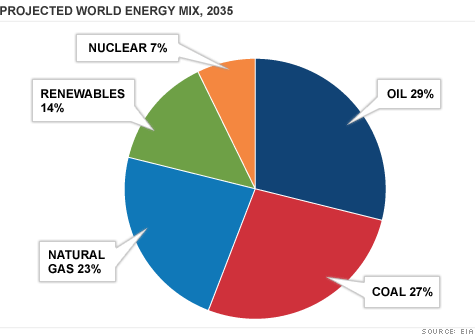 PROJECTED WORLD ENERGY MIX, 2035
NUCLEAR 7%
OIL 29%
RENEWABLES
14%
NATURAL
GAS 23%
COAL 27%
SOURCE: EIA